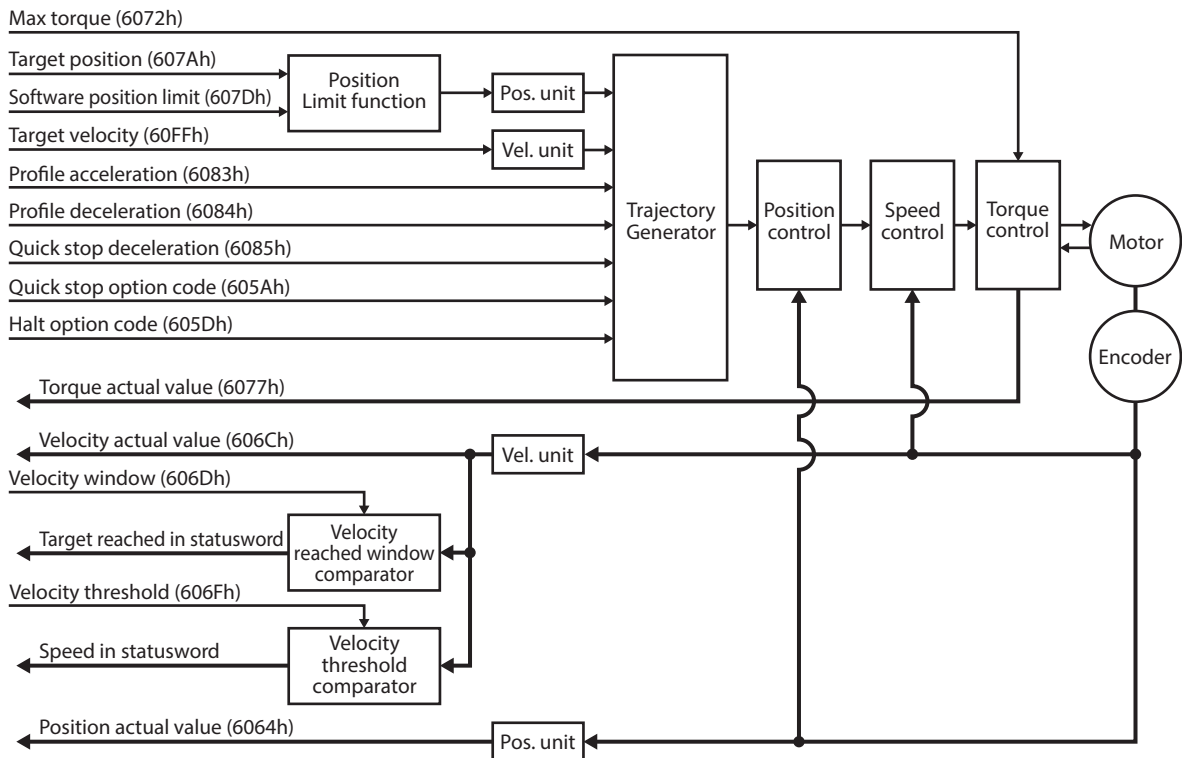 Max torque (6072h)
Target position (607Ah)
Software position limit (607Dh)
Position
Limit function
Pos. unit
Target velocity (60FFh)
Vel. unit
Profile acceleration (6083h)
Profile deceleration (6084h)
Quick stop deceleration (6085h)
Quick stop option code (605Ah)
Halt option code (605Dh)
Trajectory
Generator
Position
control
Speed
control
Torque
control
Motor
Encoder
Torque actual value (6077h)
Velocity actual value (606Ch)
Vel. unit
Velocity window (606Dh)
Target reached in statusword
Velocity
reached window
comparator
Velocity threshold (606Fh)
Speed in statusword
Velocity
threshold
comparator
Position actual value (6064h)
Pos. unit